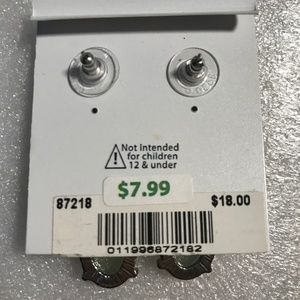 Not Intended
for children
12 & under
$7.99
87218 $18.00
011996872182